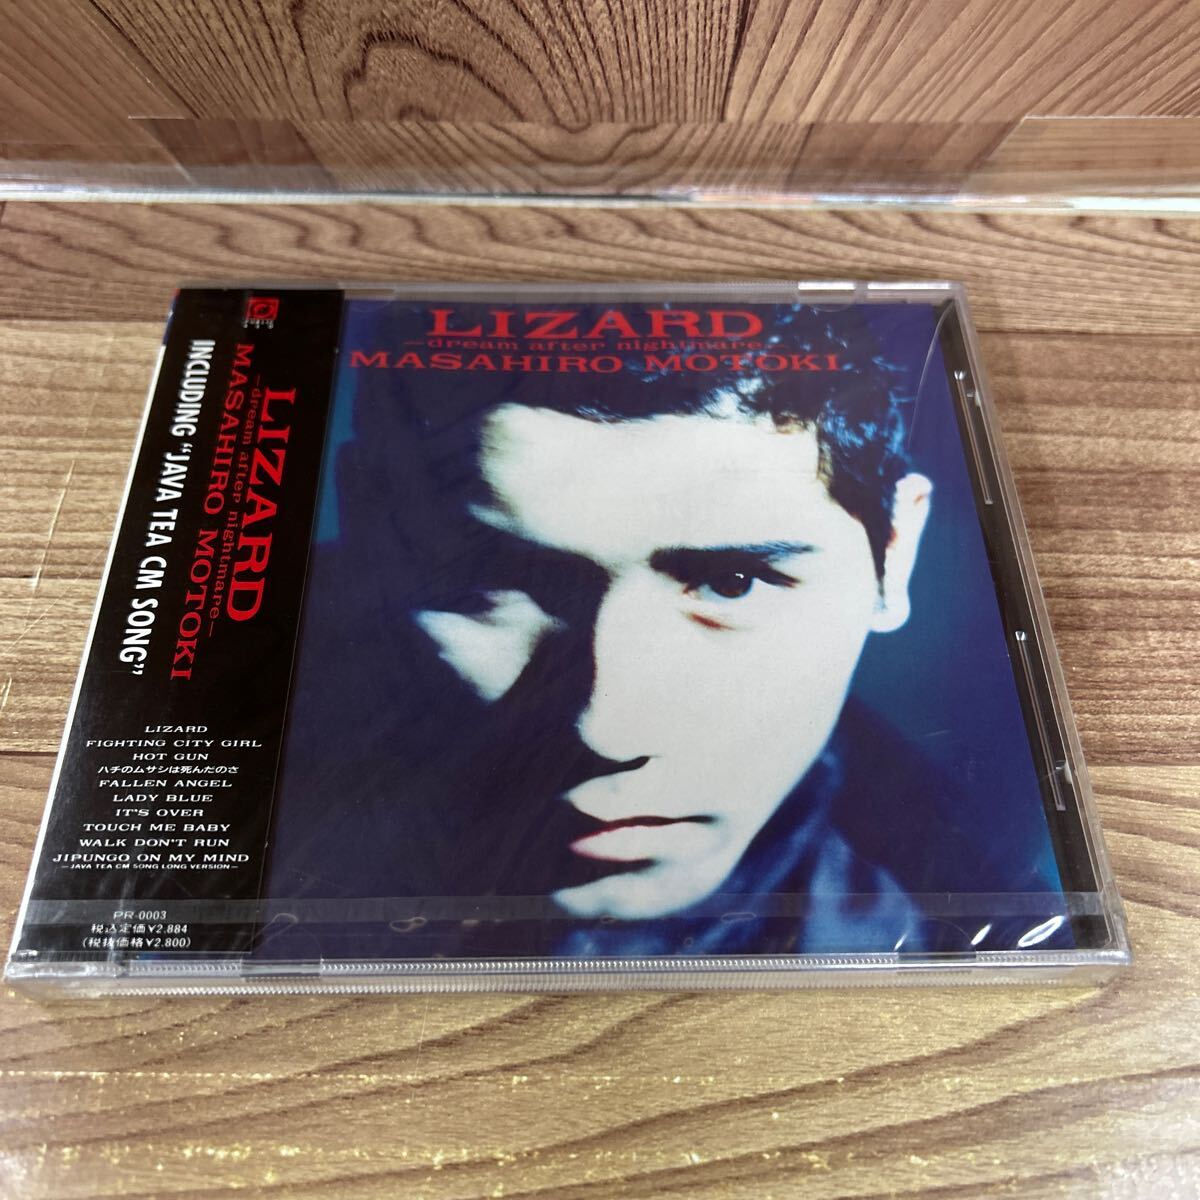 LIZARD
—dream after nightmare—
MASAHIRO MOTOKI
LIZARD
—dream after nightmare—
MASAHIRO MOTOKI
INCLUDING “JAVA TEA CM SONG”
LIZARD
FIGHTING CITY GIRL
HOT GUN
ハチのムサシは死んだのさ
FALLEN ANGEL
LADY BLUE
IT'S OVER
TOUCH ME BABY
WALK DON'T RUN
JIPUNGO ON MY MIND
—JAVA TEA CM SONG LONG VERSION—
PR-0003
税込定価¥2.884
(税抜価格¥2.800)